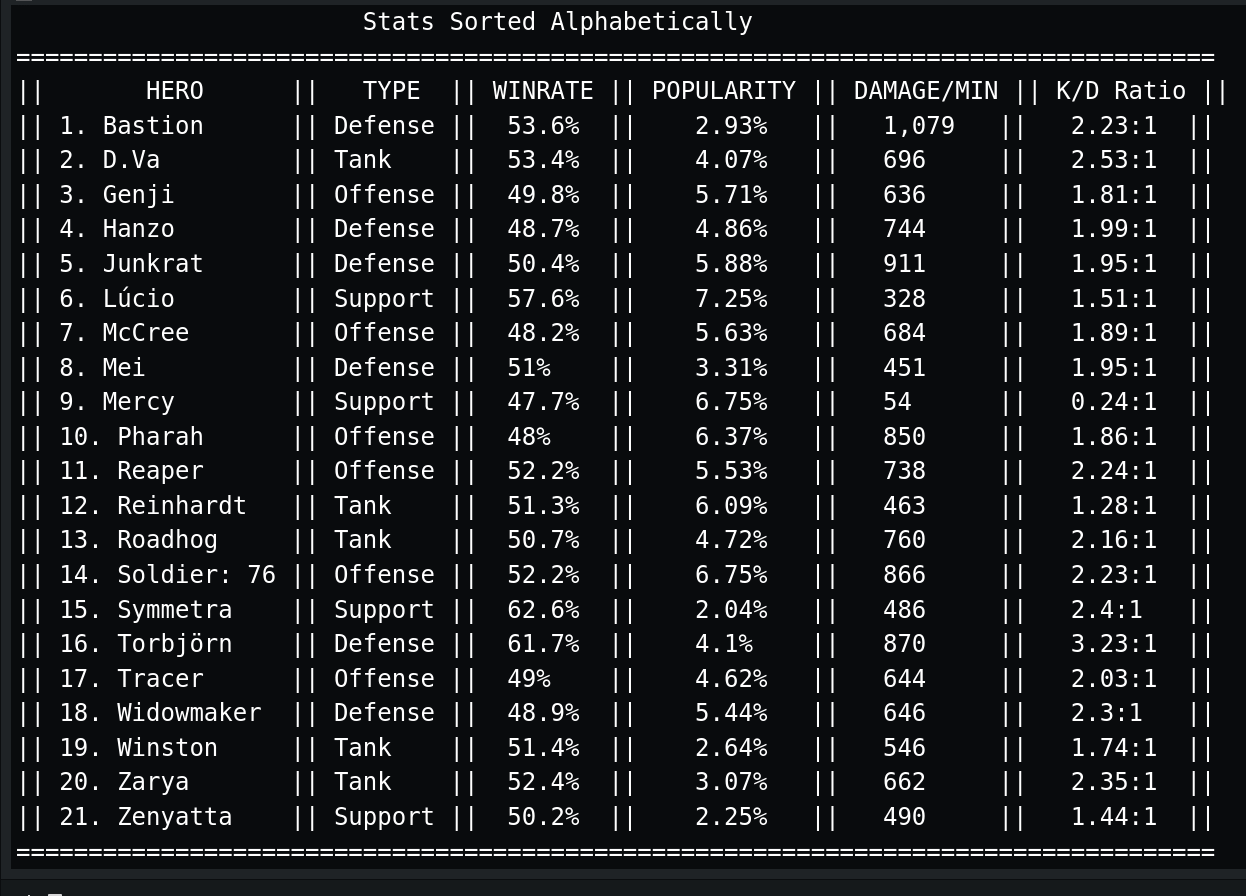 Stats Sorted Alphabetically
===================================================================================
||       HERO      ||   TYPE  || WINRATE || POPULARITY || DAMAGE/MIN || K/D Ratio ||
|| 1. Bastion      || Defense ||  53.6%  ||    2.93%   ||   1,079   ||   2.23:1  ||
|| 2. D.Va         || Tank    ||  53.4%  ||    4.07%   ||   696     ||   2.53:1  ||
|| 3. Genji        || Offense ||  49.8%  ||    5.71%   ||   636     ||   1.81:1  ||
|| 4. Hanzo        || Defense ||  48.7%  ||    4.86%   ||   744     ||   1.99:1  ||
|| 5. Junkrat      || Defense ||  50.4%  ||    5.88%   ||   911     ||   1.95:1  ||
|| 6. Lúcio        || Support ||  57.6%  ||    7.25%   ||   328     ||   1.51:1  ||
|| 7. McCree       || Offense ||  48.2%  ||    5.63%   ||   684     ||   1.89:1  ||
|| 8. Mei          || Defense ||  51%    ||    3.31%   ||   451     ||   1.95:1  ||
|| 9. Mercy        || Support ||  47.7%  ||    6.75%   ||   54      ||   0.24:1  ||
|| 10. Pharah      || Offense ||  48%    ||    6.37%   ||   850     ||   1.86:1  ||
|| 11. Reaper      || Offense ||  52.2%  ||    5.53%   ||   738     ||   2.24:1  ||
|| 12. Reinhardt   || Tank    ||  51.3%  ||    6.09%   ||   463     ||   1.28:1  ||
|| 13. Roadhog     || Tank    ||  50.7%  ||    4.72%   ||   760     ||   2.16:1  ||
|| 14. Soldier: 76 || Offense ||  52.2%  ||    6.75%   ||   866     ||   2.23:1  ||
|| 15. Symmetra    || Support ||  62.6%  ||    2.04%   ||   486     ||   2.4:1   ||
|| 16. Torbjörn    || Defense ||  61.7%  ||    4.1%    ||   870     ||   3.23:1  ||
|| 17. Tracer      || Offense ||  49%    ||    4.62%   ||   644     ||   2.03:1  ||
|| 18. Widowmaker  || Defense ||  48.9%  ||    5.44%   ||   646     ||   2.3:1   ||
|| 19. Winston     || Tank    ||  51.4%  ||    2.64%   ||   546     ||   1.74:1  ||
|| 20. Zarya       || Tank    ||  52.4%  ||    3.07%   ||   662     ||   2.35:1  ||
|| 21. Zenyatta    || Support ||  50.2%  ||    2.25%   ||   490     ||   1.44:1  ||
===================================================================================